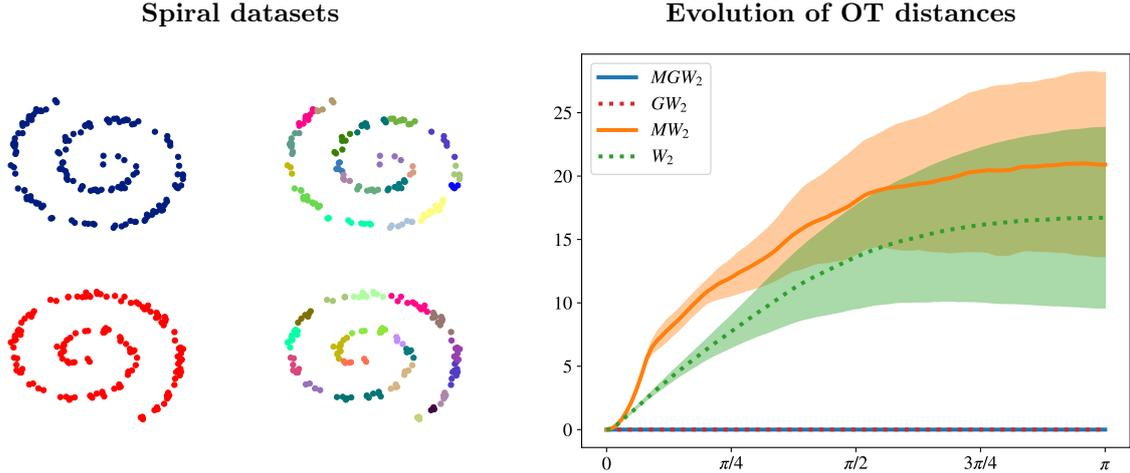 Spiral datasets
Evolution of OT distances
MGW₂
GW₂
MW₂
W₂
25
20
15
10
5
0
0 π/4 π/2 3π/4 π